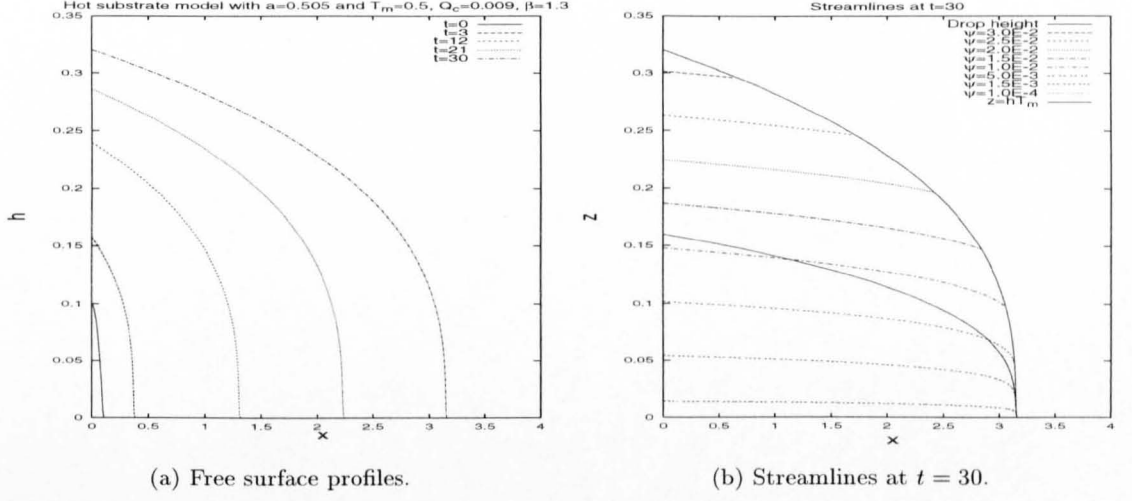 Hot substrate model with a=0.505 and Tm=0.5, Qc=0.009, β=1.3
0.35
0.3
0.25
0.2
0.15
0.1
0.05
0
h
0 0.5 1 1.5 2 2.5 3 3.5 4
x
t=0
t=3
t=12
t=21
t=30
(a) Free surface profiles.
Streamlines at t=30
0.35
0.3
0.25
0.2
0.15
0.1
0.05
0
z
0 0.5 1 1.5 2 2.5 3 3.5 4
x
Drop height
ψ=3.0E-2
ψ=2.5E-2
ψ=2.0E-2
ψ=1.5E-2
ψ=1.0E-2
ψ=5.0E-3
ψ=1.5E-3
ψ=1.0E-4
z=hTm
(b) Streamlines at t = 30.